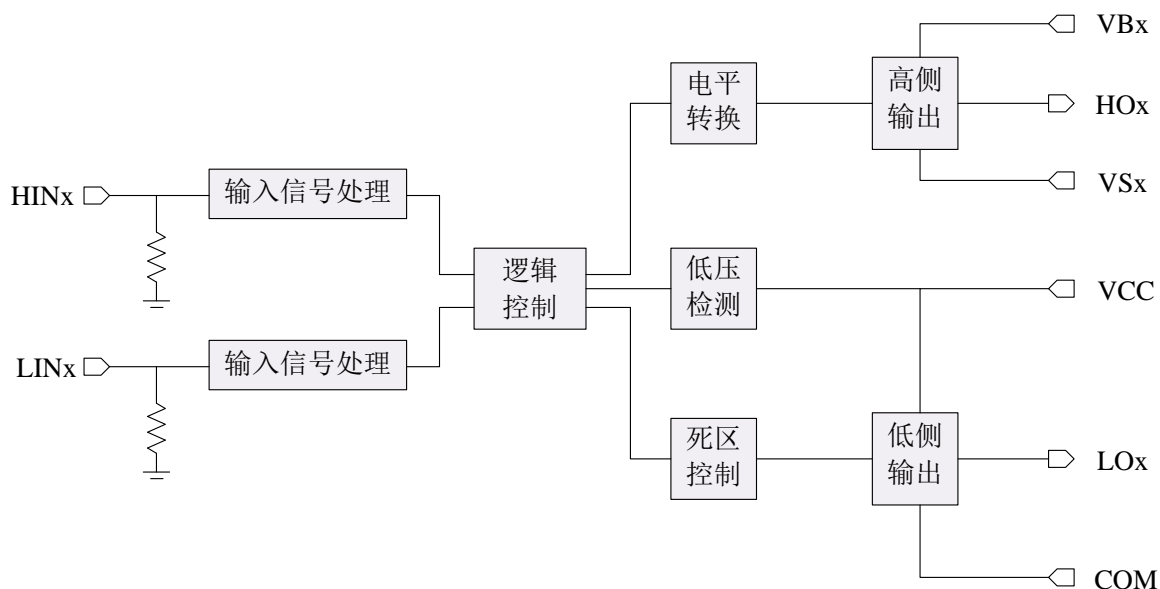 VBx
电平
转换
高侧
输出
HOx
HINx
输入信号处理
VSx
逻辑
控制
低压
检测
VCC
LINx
输入信号处理
死区
控制
低侧
输出
LOx
COM